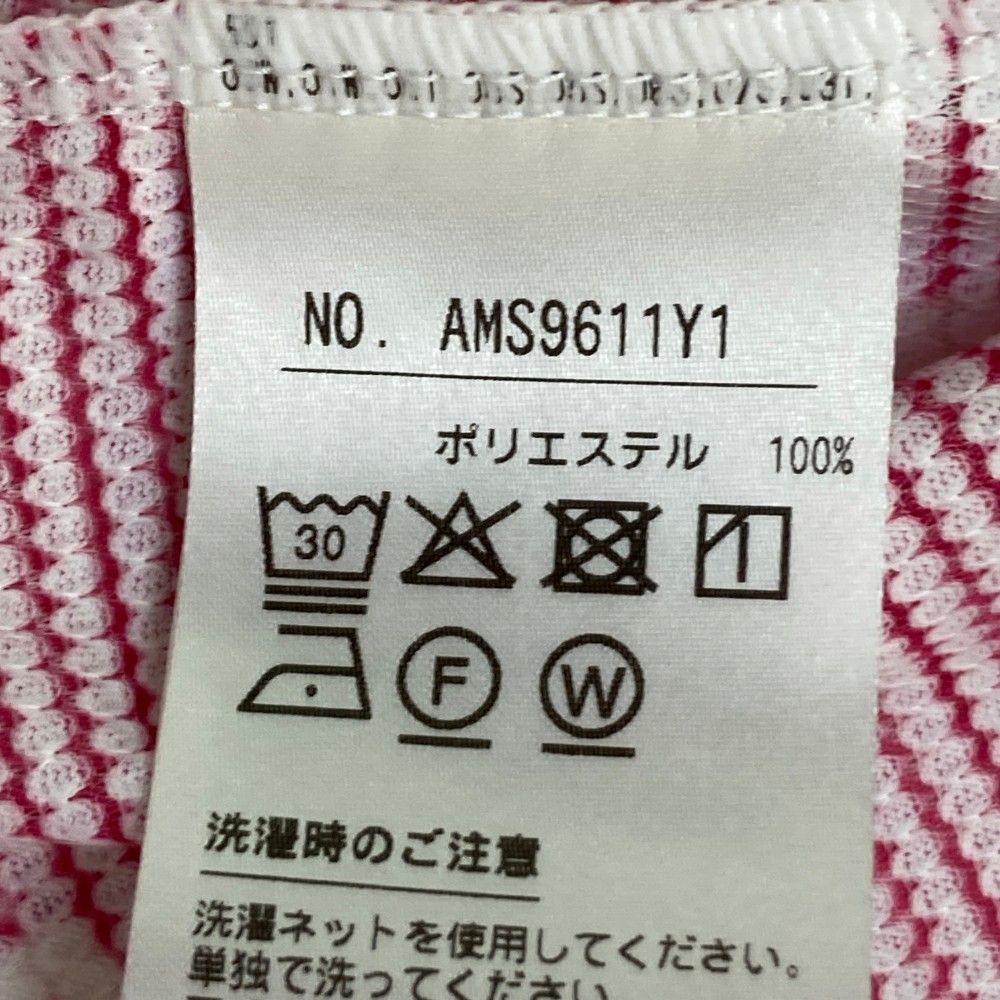 NO. AMS9611Y1
ポリエステル 100%
30
F W
洗濯時のご注意
洗濯ネットを使用してください。
単独で洗ってください